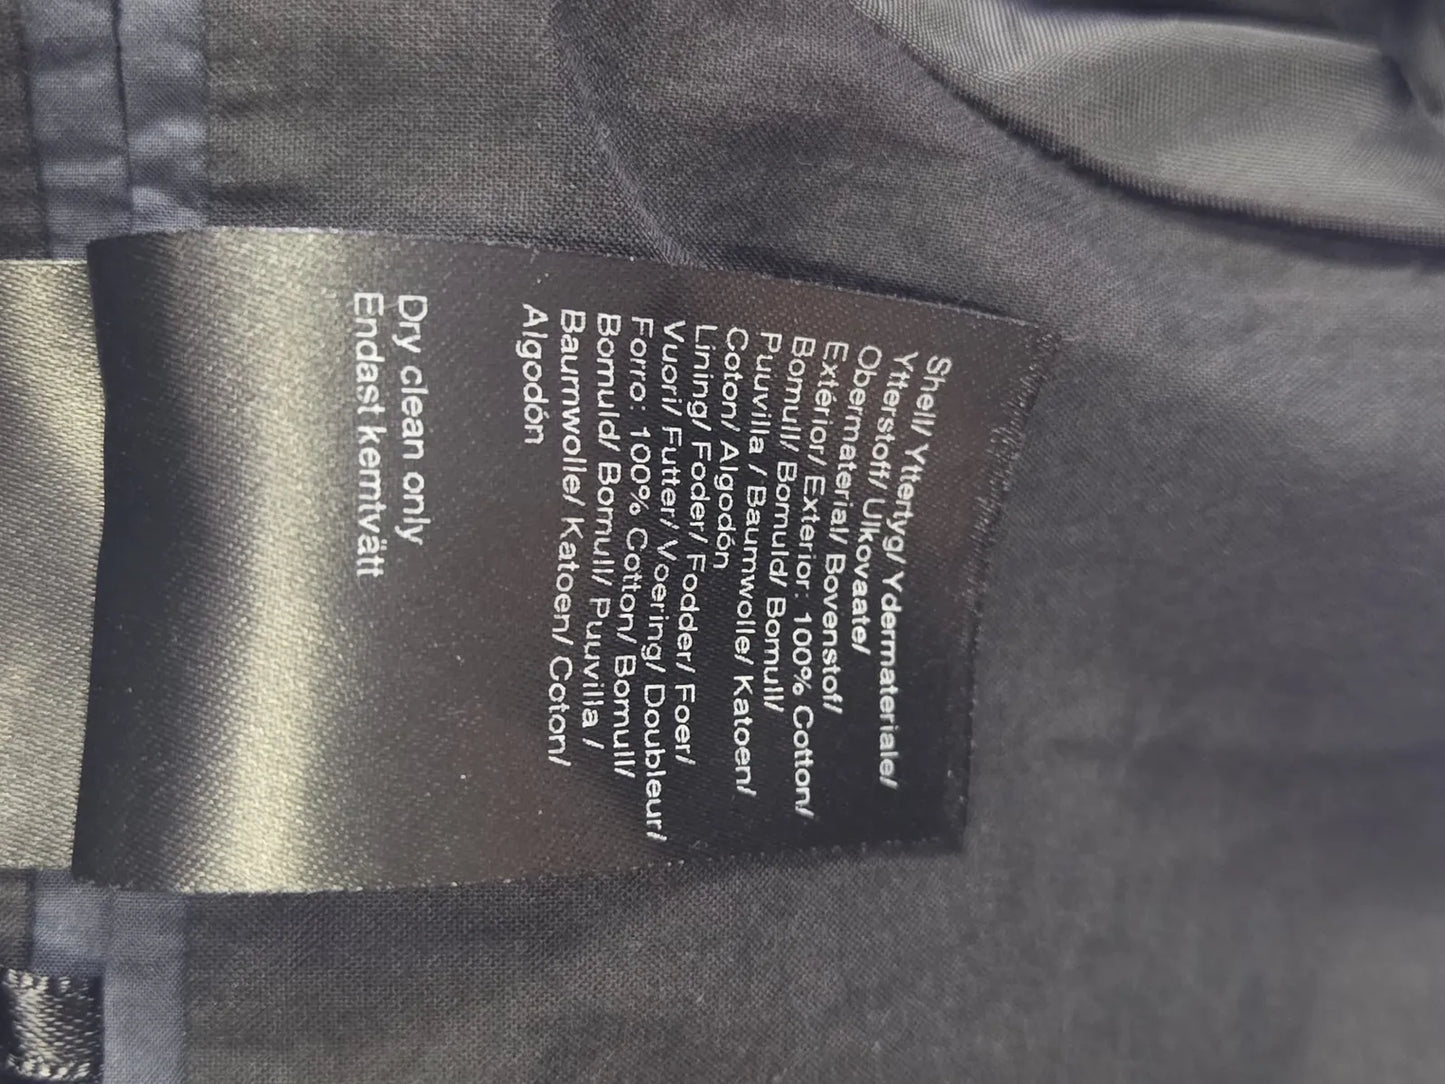 Shell/ Yttertyg/ Ydermateriale/
Ytterstoff/ Ulkovaate/
Obermaterial/ Bovenstof/
Extérior/ Exterior: 100% Cotton/
Bomull/ Bomuld/ Bomull/
Puuvilla / Baumwolle/ Katoen/
Coton/ Algodón
Lining/ Foder/ Fodder/ Foer/
Vuori/ Futter/ Voering/ Doubleur/
Forro: 100% Cotton/ Bomull/
Bomuld/ Bomull/ Puuvilla /
Baumwolle/ Katoen/ Coton/
Algodón
Dry clean only
Endast kemtvätt